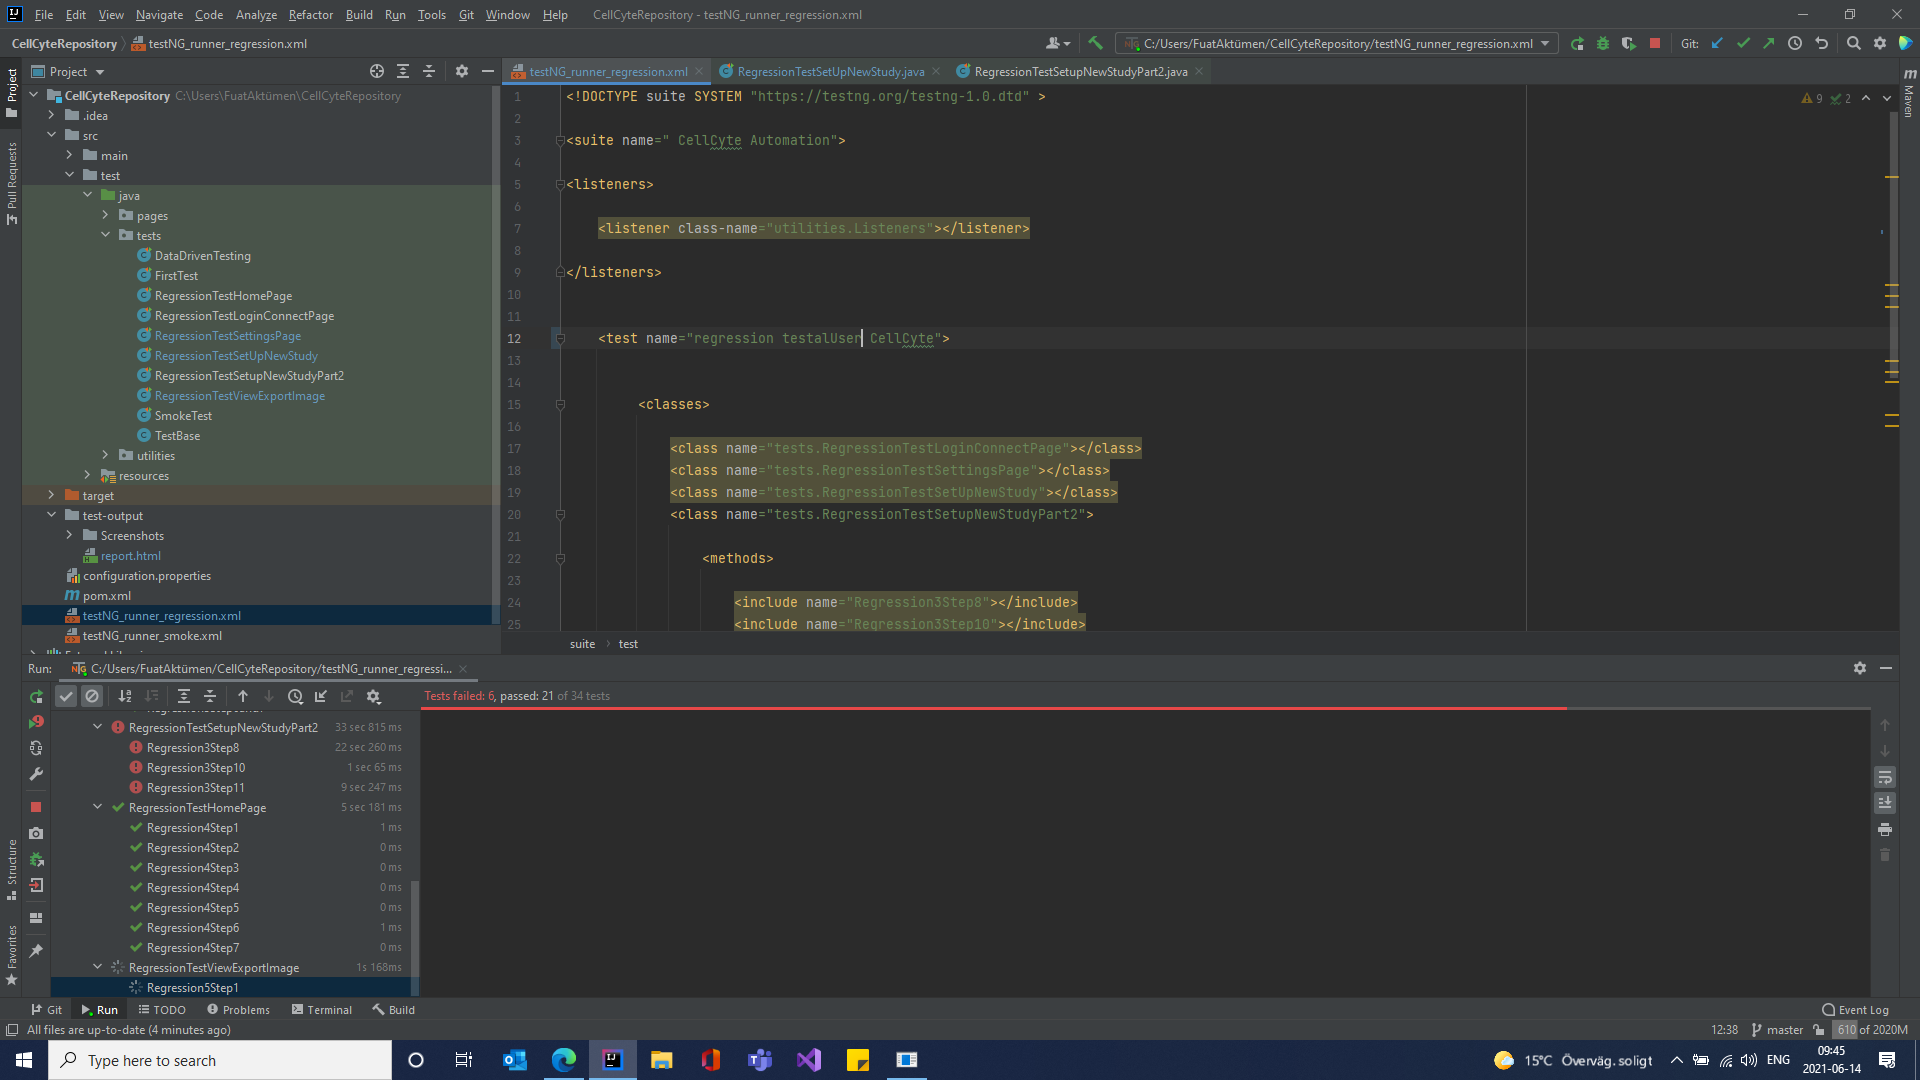 File Edit View Navigate Code Analyze Refactor Build Run Tools Git Window Help CellCyteRepository - testNG_runner_regression.xml
CellCyteRepository testNG_runner_regression.xml
C:/Users/FuatAktümen/CellCyteRepository/testNG_runner_regression.xml
Git:
Project
testNG_runner_regression.xml
RegressionTestSetUpNewStudy.java
RegressionTestSetupNewStudyPart2.java
Project
Pull Requests
Structure
Favorites
Maven
CellCyteRepository C:\Users\FuatAktümen\CellCyteRepository
.idea
src
main
test
java
pages
tests
DataDrivenTesting
FirstTest
RegressionTestHomePage
RegressionTestLoginConnectPage
RegressionTestSettingsPage
RegressionTestSetUpNewStudy
RegressionTestSetupNewStudyPart2
RegressionTestViewExportImage
SmokeTest
TestBase
utilities
resources
target
test-output
Screenshots
report.html
configuration.properties
pom.xml
testNG_runner_regression.xml
testNG_runner_smoke.xml
9 2
1 <!DOCTYPE suite SYSTEM "https://testng.org/testng-1.0.dtd" >
2
3 <suite name=" CellCyte Automation">
4
5 <listeners>
6
7 <listener class-name="utilities.Listeners"></listener>
8
9 </listeners>
10
11
12 <test name="regression testalUser CellCyte">
13
14
15 <classes>
16
17 <class name="tests.RegressionTestLoginConnectPage"></class>
18 <class name="tests.RegressionTestSettingsPage"></class>
19 <class name="tests.RegressionTestSetUpNewStudy"></class>
20 <class name="tests.RegressionTestSetupNewStudyPart2">
21
22 <methods>
23
24 <include name="Regression3Step8"></include>
25 <include name="Regression3Step10"></include>
suite test
Run: C:/Users/FuatAktümen/CellCyteRepository/testNG_runner_regressi...
Tests failed: 6, passed: 21 of 34 tests
RegressionTestSetupNewStudyPart2 33 sec 815 ms
Regression3Step8 22 sec 260 ms
Regression3Step10 1 sec 65 ms
Regression3Step11 9 sec 247 ms
RegressionTestHomePage 5 sec 181 ms
Regression4Step1 1 ms
Regression4Step2 0 ms
Regression4Step3 0 ms
Regression4Step4 0 ms
Regression4Step5 0 ms
Regression4Step6 1 ms
Regression4Step7 0 ms
RegressionTestViewExportImage 1s 168ms
Regression5Step1
Git Run TODO Problems Terminal Build Event Log
All files are up-to-date (4 minutes ago) 12:38 master 610 of 2020M
Type here to search
15°C Överväg. soligt ENG
09:45
2021-06-14